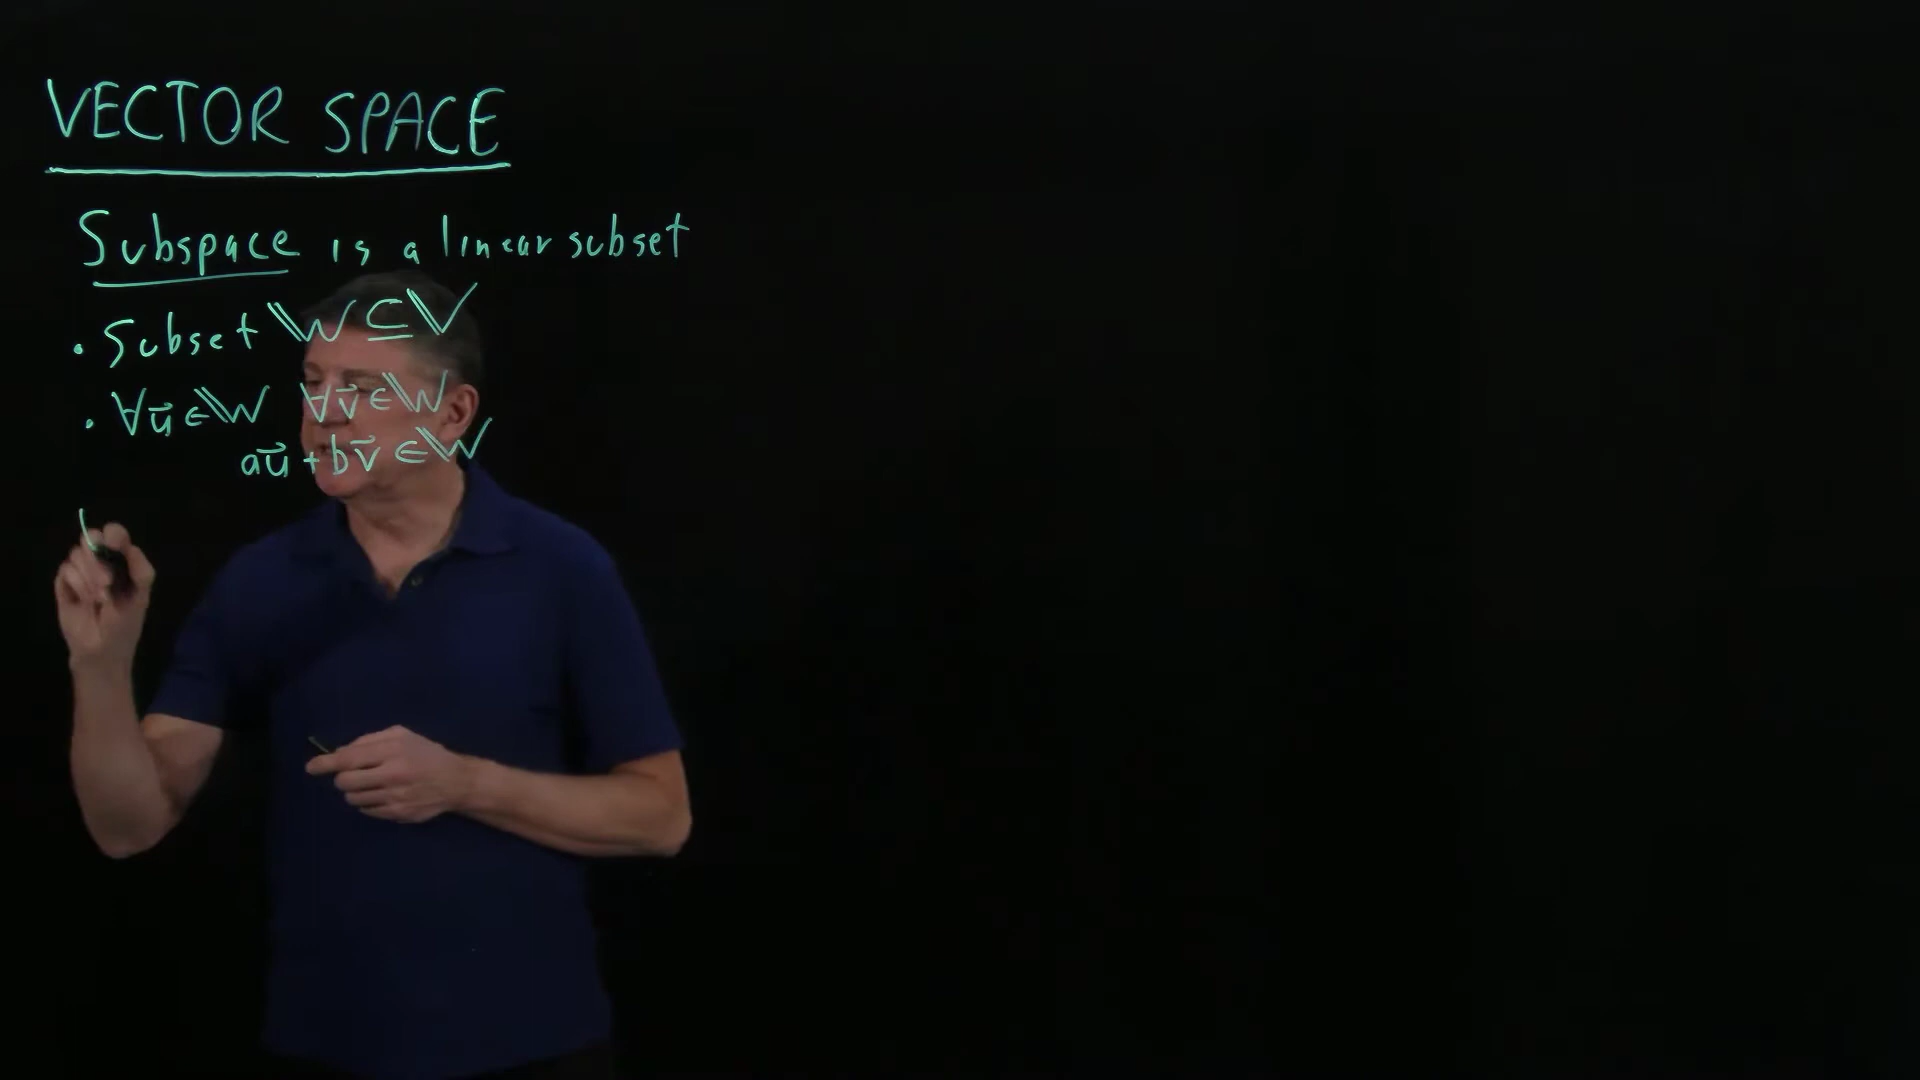 VECTOR SPACE
Subspace is a linear subset
• Subset 𝕎 ⊆ 𝕍
• ∀u⃗ ∈ 𝕎 ∀v⃗ ∈ 𝕎
au⃗ + bv⃗ ∈ 𝕎